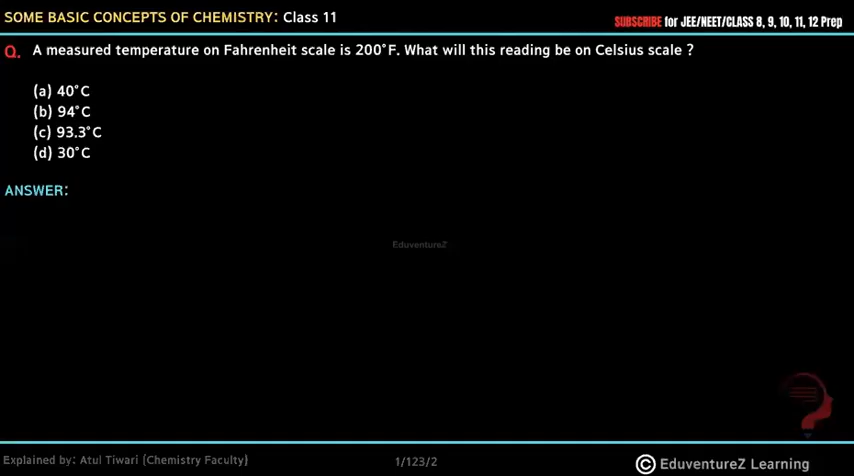 SOME BASIC CONCEPTS OF CHEMISTRY: Class 11
SUBSCRIBE for JEE/NEET/CLASS 8, 9, 10, 11, 12 Prep
Q. A measured temperature on Fahrenheit scale is 200°F. What will this reading be on Celsius scale ?
(a) 40°C
(b) 94°C
(c) 93.3°C
(d) 30°C
ANSWER:
EduventureZ
Explained by: Atul Tiwari {Chemistry Faculty}
1/123/2
© EduventureZ Learning